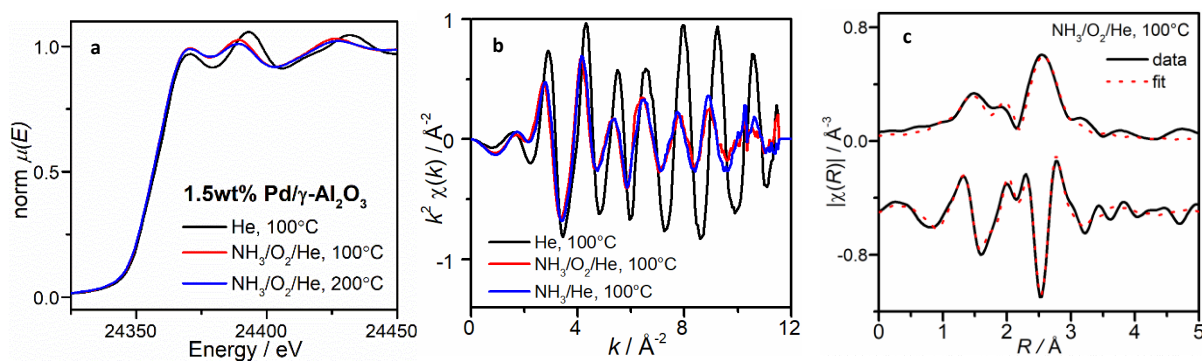 a
norm μ(E)
1.0
0.5
0.0
1.5wt% Pd/γ-Al2O3
He, 100°C
NH3/O2/He, 100°C
NH3/O2/He, 200°C
24350 24400 24450
Energy / eV
b
k² χ(k) / Å⁻²
1
0
-1
He, 100°C
NH3/O2/He, 100°C
NH3/He, 100°C
0 4 8 12
k / Å⁻²
c
|χ(R)| / Å⁻³
0.8
0.0
-0.8
NH3/O2/He, 100°C
data
fit
0 1 2 3 4 5
R / Å